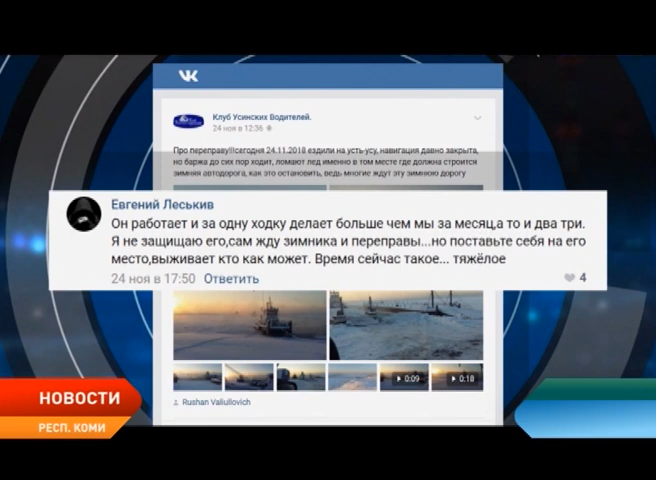 Клуб Усинских Водителей.
24 ноя в 12:36
Про переправу!!!сегодня 24.11.2018 ездили на усть-усу, навигация давно закрыта,
но баржа до сих пор ходит, ломают лед именно в том месте где должна строится
зимняя автодорога, как это остановить, ведь многие ждут эту зимнюю дорогу
Евгений Леськив
Он работает и за одну ходку делает больше чем мы за месяц,а то и два три.
Я не защищаю его,сам жду зимника и переправы...но поставьте себя на его
место,выживает кто как может. Время сейчас такое... тяжёлое
24 ноя в 17:50 Ответить
4
0:09
0:18
Rushan Valiullovich
НОВОСТИ
РЕСП. КОМИ